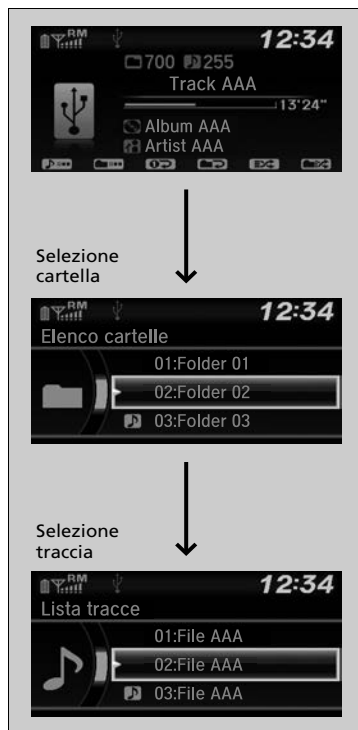 RM 12:34
700 255
Track AAA
13'24"
Album AAA
Artist AAA
Selezione
cartella
RM 12:34
Elenco cartelle
01:Folder 01
02:Folder 02
03:Folder 03
Selezione
traccia
RM 12:34
Lista tracce
01:File AAA
02:File AAA
03:File AAA